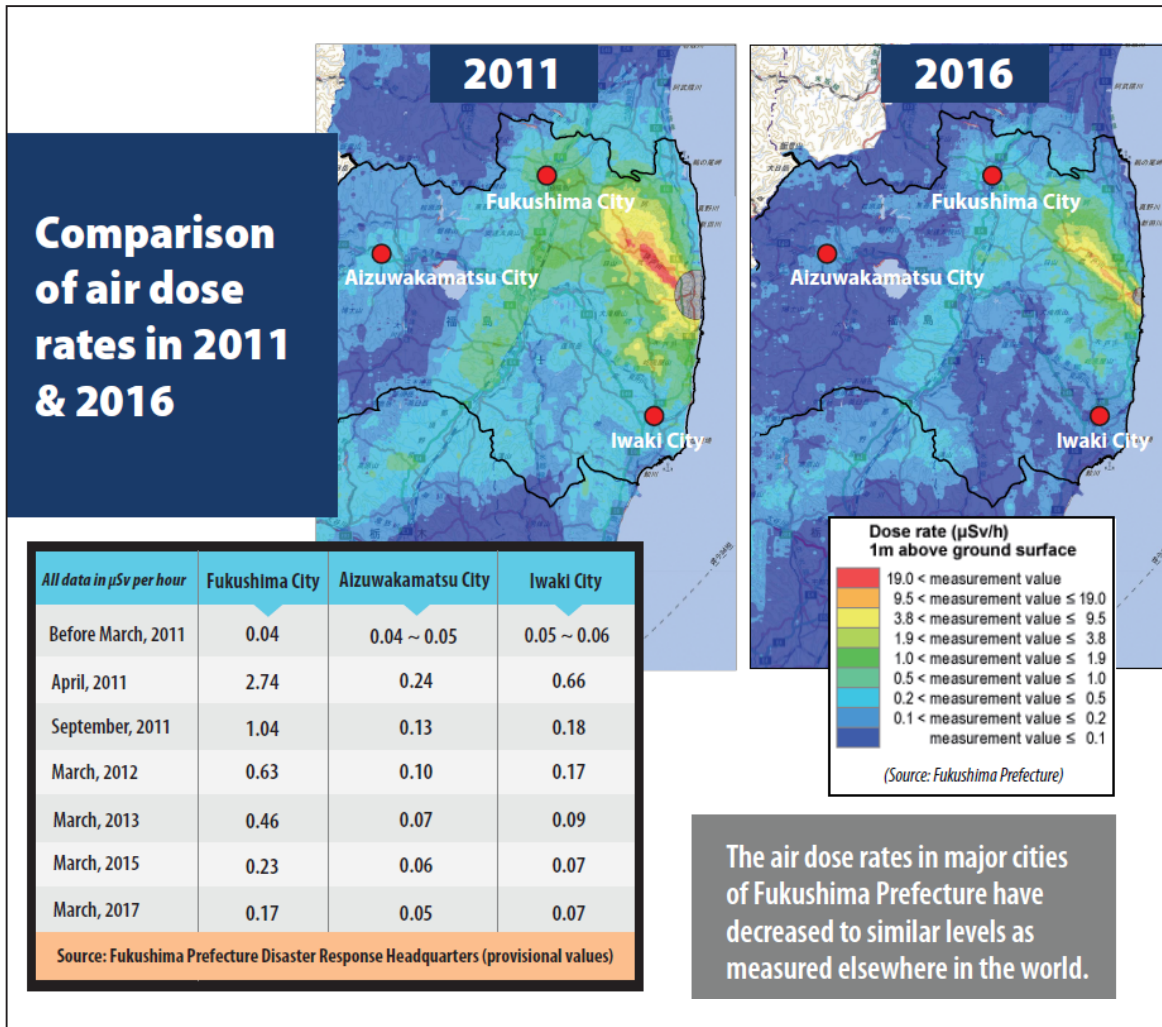 2011
2016
Comparison
of air dose
rates in 2011
& 2016
Fukushima City
Aizuwakamatsu City
Iwaki City
福島
Fukushima City
Aizuwakamatsu City
Iwaki City
Dose rate (μSv/h)
1m above ground surface
19.0 < measurement value
9.5 < measurement value ≤ 19.0
3.8 < measurement value ≤ 9.5
1.9 < measurement value ≤ 3.8
1.0 < measurement value ≤ 1.9
0.5 < measurement value ≤ 1.0
0.2 < measurement value ≤ 0.5
0.1 < measurement value ≤ 0.2
measurement value ≤ 0.1
(Source: Fukushima Prefecture)
All data in μSv per hour Fukushima City Aizuwakamatsu City Iwaki City
Before March, 2011 0.04 0.04 ~ 0.05 0.05 ~ 0.06
April, 2011 2.74 0.24 0.66
September, 2011 1.04 0.13 0.18
March, 2012 0.63 0.10 0.17
March, 2013 0.46 0.07 0.09
March, 2015 0.23 0.06 0.07
March, 2017 0.17 0.05 0.07
Source: Fukushima Prefecture Disaster Response Headquarters (provisional values)
The air dose rates in major cities
of Fukushima Prefecture have
decreased to similar levels as
measured elsewhere in the world.